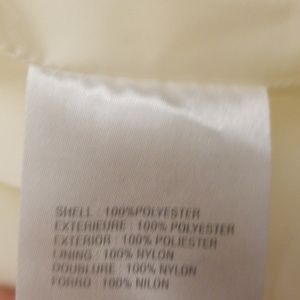 SHELL : 100%POLYESTER
EXTERIEURE : 100% POLYESTER
EXTERIOR : 100% POLIESTER
LINING : 100% NYLON
DOUBLURE : 100% NYLON
FORRO : 100% NILON